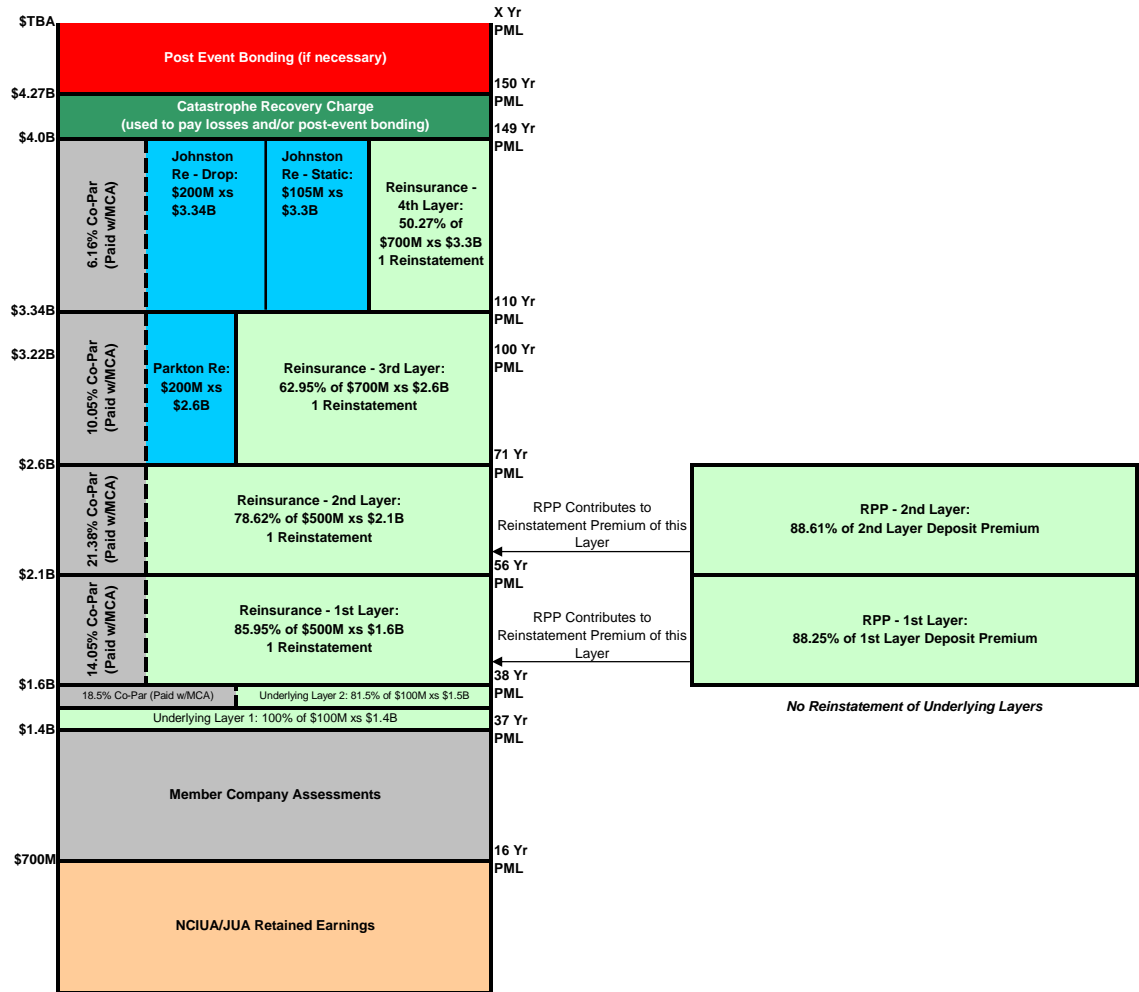 $TBA
X Yr
PML
Post Event Bonding (if necessary)
150 Yr
PML
$4.27B
Catastrophe Recovery Charge
(used to pay losses and/or post-event bonding)
149 Yr
PML
$4.0B
6.16% Co-Par
(Paid w/MCA)
Johnston
Re - Drop:
$200M xs
$3.34B
Johnston
Re - Static:
$105M xs
$3.3B
Reinsurance -
4th Layer:
50.27% of
$700M xs $3.3B
1 Reinstatement
110 Yr
PML
$3.34B
$3.22B
100 Yr
PML
10.05% Co-Par
(Paid w/MCA)
Parkton Re:
$200M xs
$2.6B
Reinsurance - 3rd Layer:
62.95% of $700M xs $2.6B
1 Reinstatement
71 Yr
PML
$2.6B
21.38% Co-Par
(Paid w/MCA)
Reinsurance - 2nd Layer:
78.62% of $500M xs $2.1B
1 Reinstatement
RPP Contributes to
Reinstatement Premium of this
Layer
RPP - 2nd Layer:
88.61% of 2nd Layer Deposit Premium
56 Yr
PML
$2.1B
14.05% Co-Par
(Paid w/MCA)
Reinsurance - 1st Layer:
85.95% of $500M xs $1.6B
1 Reinstatement
RPP Contributes to
Reinstatement Premium of this
Layer
RPP - 1st Layer:
88.25% of 1st Layer Deposit Premium
38 Yr
PML
$1.6B
18.5% Co-Par (Paid w/MCA)
Underlying Layer 2: 81.5% of $100M xs $1.5B
No Reinstatement of Underlying Layers
Underlying Layer 1: 100% of $100M xs $1.4B
37 Yr
PML
$1.4B
Member Company Assessments
16 Yr
PML
$700M
NCIUA/JUA Retained Earnings